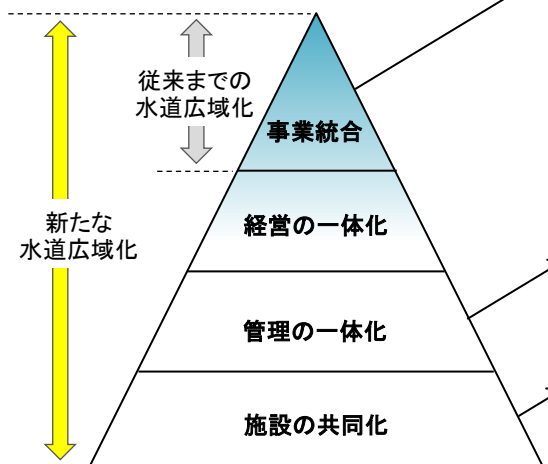 従来までの
水道広域化
事業統合
経営の一体化
新たな
水道広域化
管理の一体化
施設の共同化